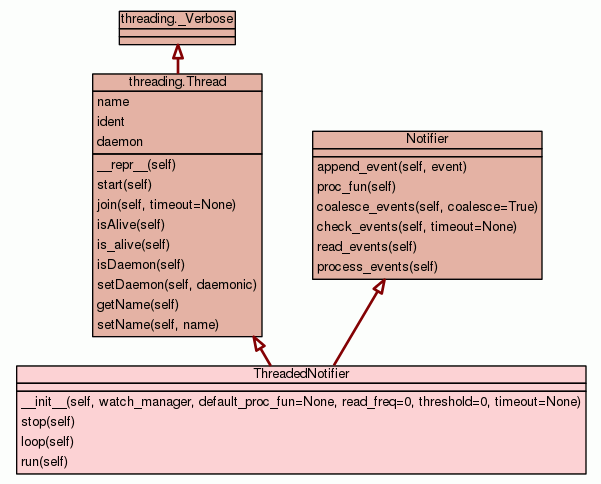 threading._Verbose
threading.Thread
name
ident
daemon
__repr__(self)
start(self)
join(self, timeout=None)
isAlive(self)
is_alive(self)
isDaemon(self)
setDaemon(self, daemonic)
getName(self)
setName(self, name)
Notifier
append_event(self, event)
proc_fun(self)
coalesce_events(self, coalesce=True)
check_events(self, timeout=None)
read_events(self)
process_events(self)
ThreadedNotifier
__init__(self, watch_manager, default_proc_fun=None, read_freq=0, threshold=0, timeout=None)
stop(self)
loop(self)
run(self)